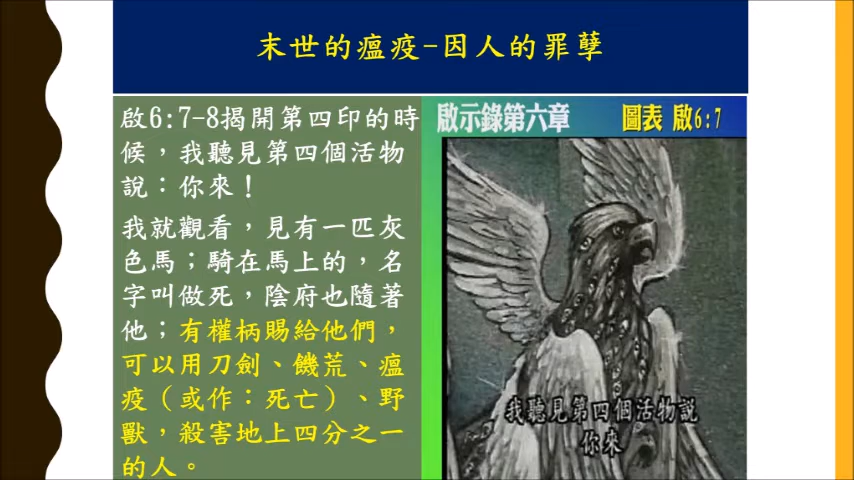 末世的瘟疫-因人的罪孽
啟6:7-8揭開第四印的時
候，我聽見第四個活物
說：你來！
我就觀看，見有一匹灰
色馬；騎在馬上的，名
字叫做死，陰府也隨著
他；有權柄賜給他們，
可以用刀劍、饑荒、瘟
疫（或作：死亡）、野
獸，殺害地上四分之一
的人。
啟示錄第六章 圖表 啟6:7
我聽見第四個活物說
你來